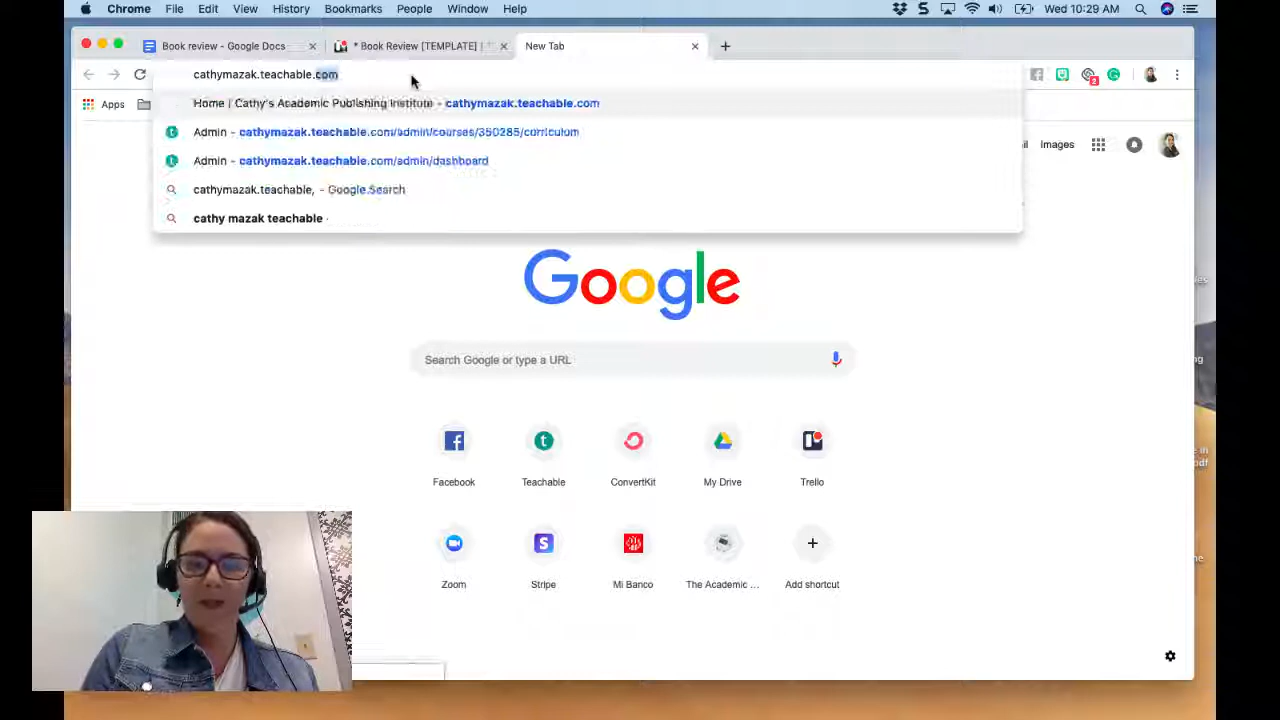 Chrome File Edit View History Bookmarks People Window Help Wed 10:29 AM
Book review - Google Docs * Book Review [TEMPLATE] | New Tab
cathymazak.teachable.com
Apps Home | Cathy's Academic Publishing Institute - cathymazak.teachable.com
Admin - cathymazak.teachable.com/admin/courses/350285/curriculum
Images
Admin - cathymazak.teachable.com/admin/dashboard
cathymazak.teachable, - Google Search
cathy mazak teachable
Google
Search Google or type a URL
Facebook Teachable ConvertKit My Drive Trello
Zoom Stripe Mi Banco The Academic ... Add shortcut